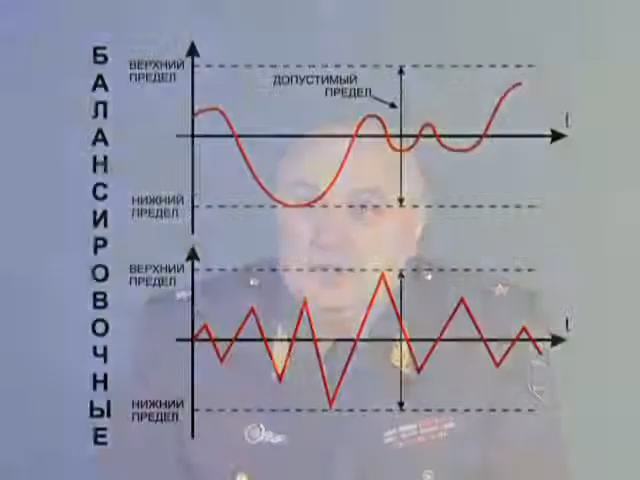 БАЛАНСИРОВОЧНЫЕ
ВЕРХНИЙ
ПРЕДЕЛ
ДОПУСТИМЫЙ
ПРЕДЕЛ
t
НИЖНИЙ
ПРЕДЕЛ
ВЕРХНИЙ
ПРЕДЕЛ
t
НИЖНИЙ
ПРЕДЕЛ